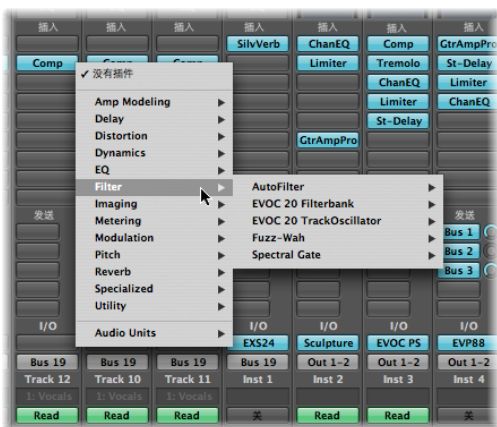 插入 插入 插入 插入 插入 插入 插入
SilvVerb ChanEQ Comp GtrAmpPro
Comp Comp Comp Limiter Tremolo St-Delay
ChanEQ Limiter
Limiter ChanEQ
St-Delay
GtrAmpPro
✓ 没有插件
Amp Modeling
Delay
Distortion
Dynamics
EQ
Filter
Imaging
Metering
Modulation
Pitch
Reverb
Specialized
Utility
Audio Units
AutoFilter
EVOC 20 Filterbank
EVOC 20 TrackOscillator
Fuzz-Wah
Spectral Gate
发送 发送
Bus 1
Bus 2
Bus 3
I/O I/O I/O I/O I/O
EXS24 Sculpture EVOC PS EVP88
Bus 19 Bus 19 Bus 19 Bus 19 Out 1-2 Out 1-2 Out 1-2
Track 12 Track 10 Track 11 Inst 1 Inst 2 Inst 3 Inst 4
1: Vocals 1: Vocals 1: Vocals
Read Read Read 关 Read Read 关